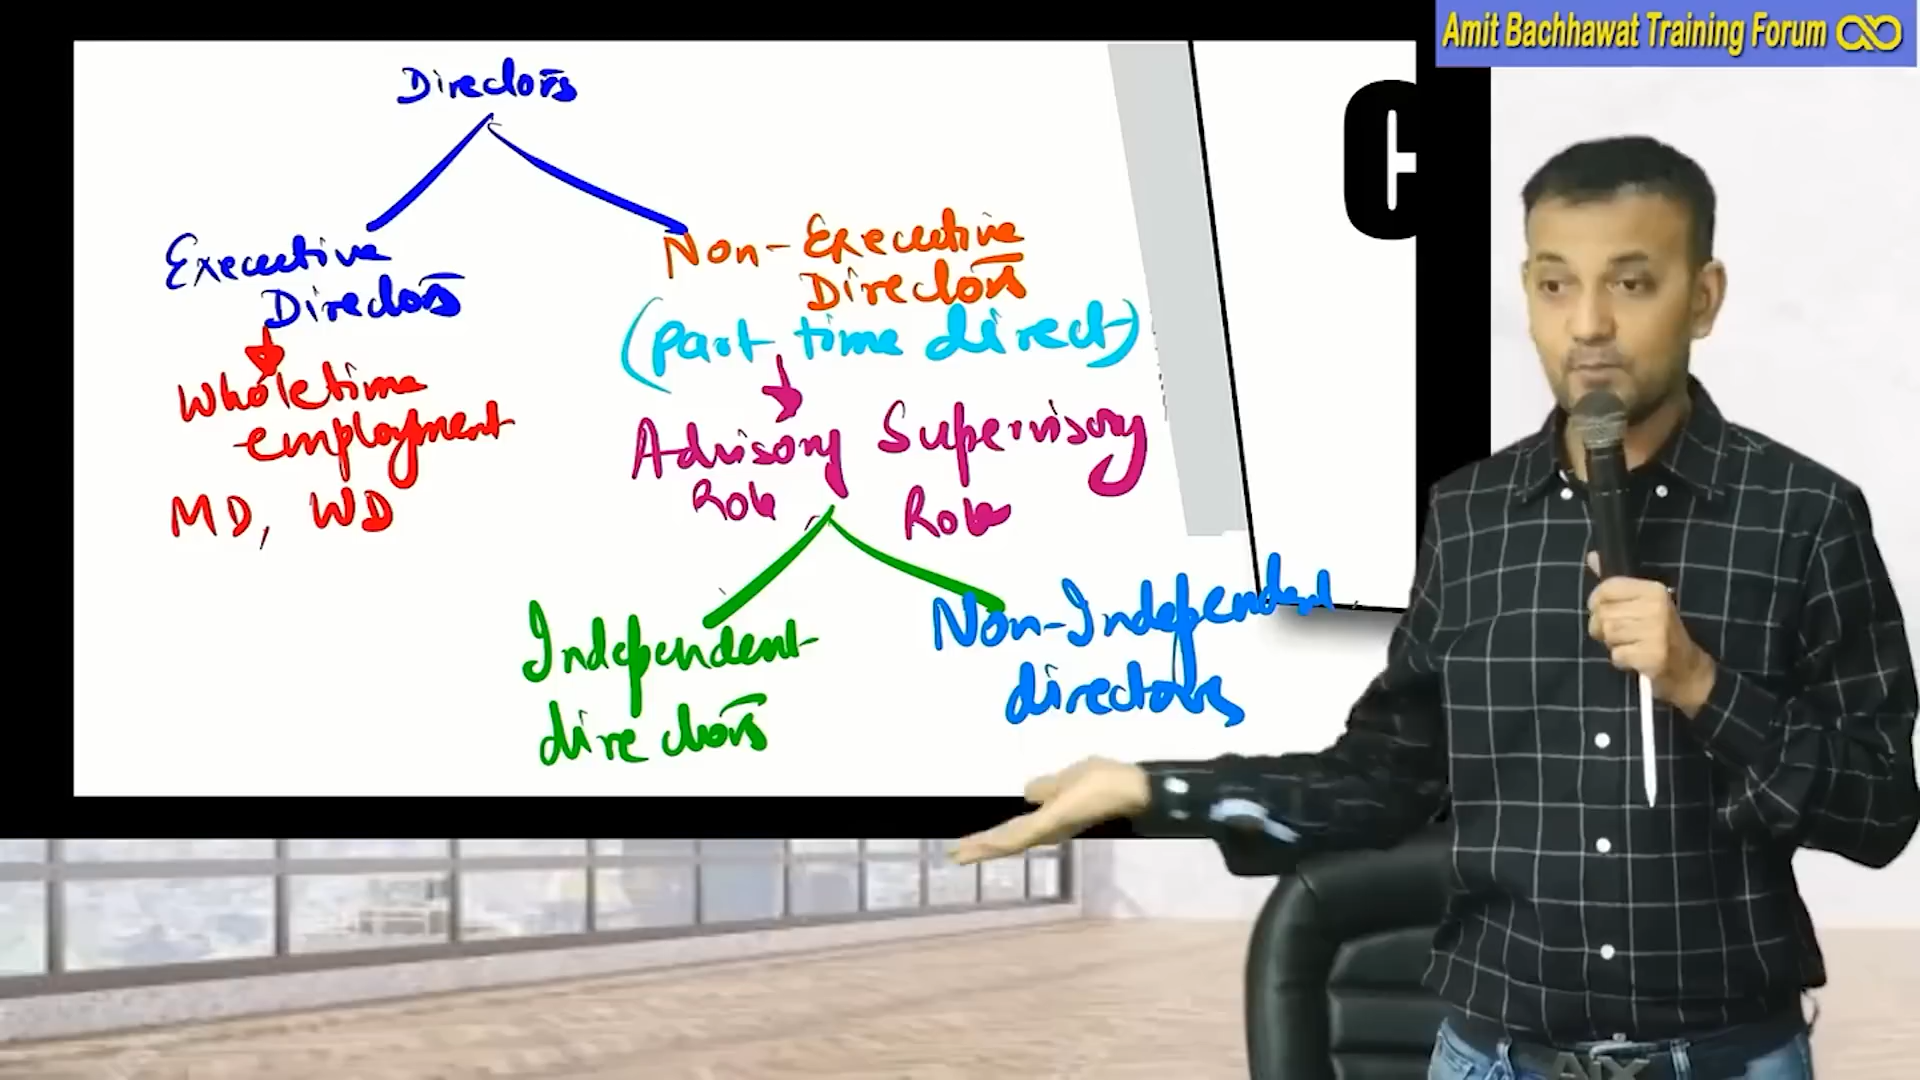 Amit Bachhawat Training Forum
Directors
Executive
Directors
Non-Executive
Directors
(part time direct)
Wholetime
employment
MD, WD
Advisory Supervisory
Role Role
Independent
directors
Non-Independent
directors